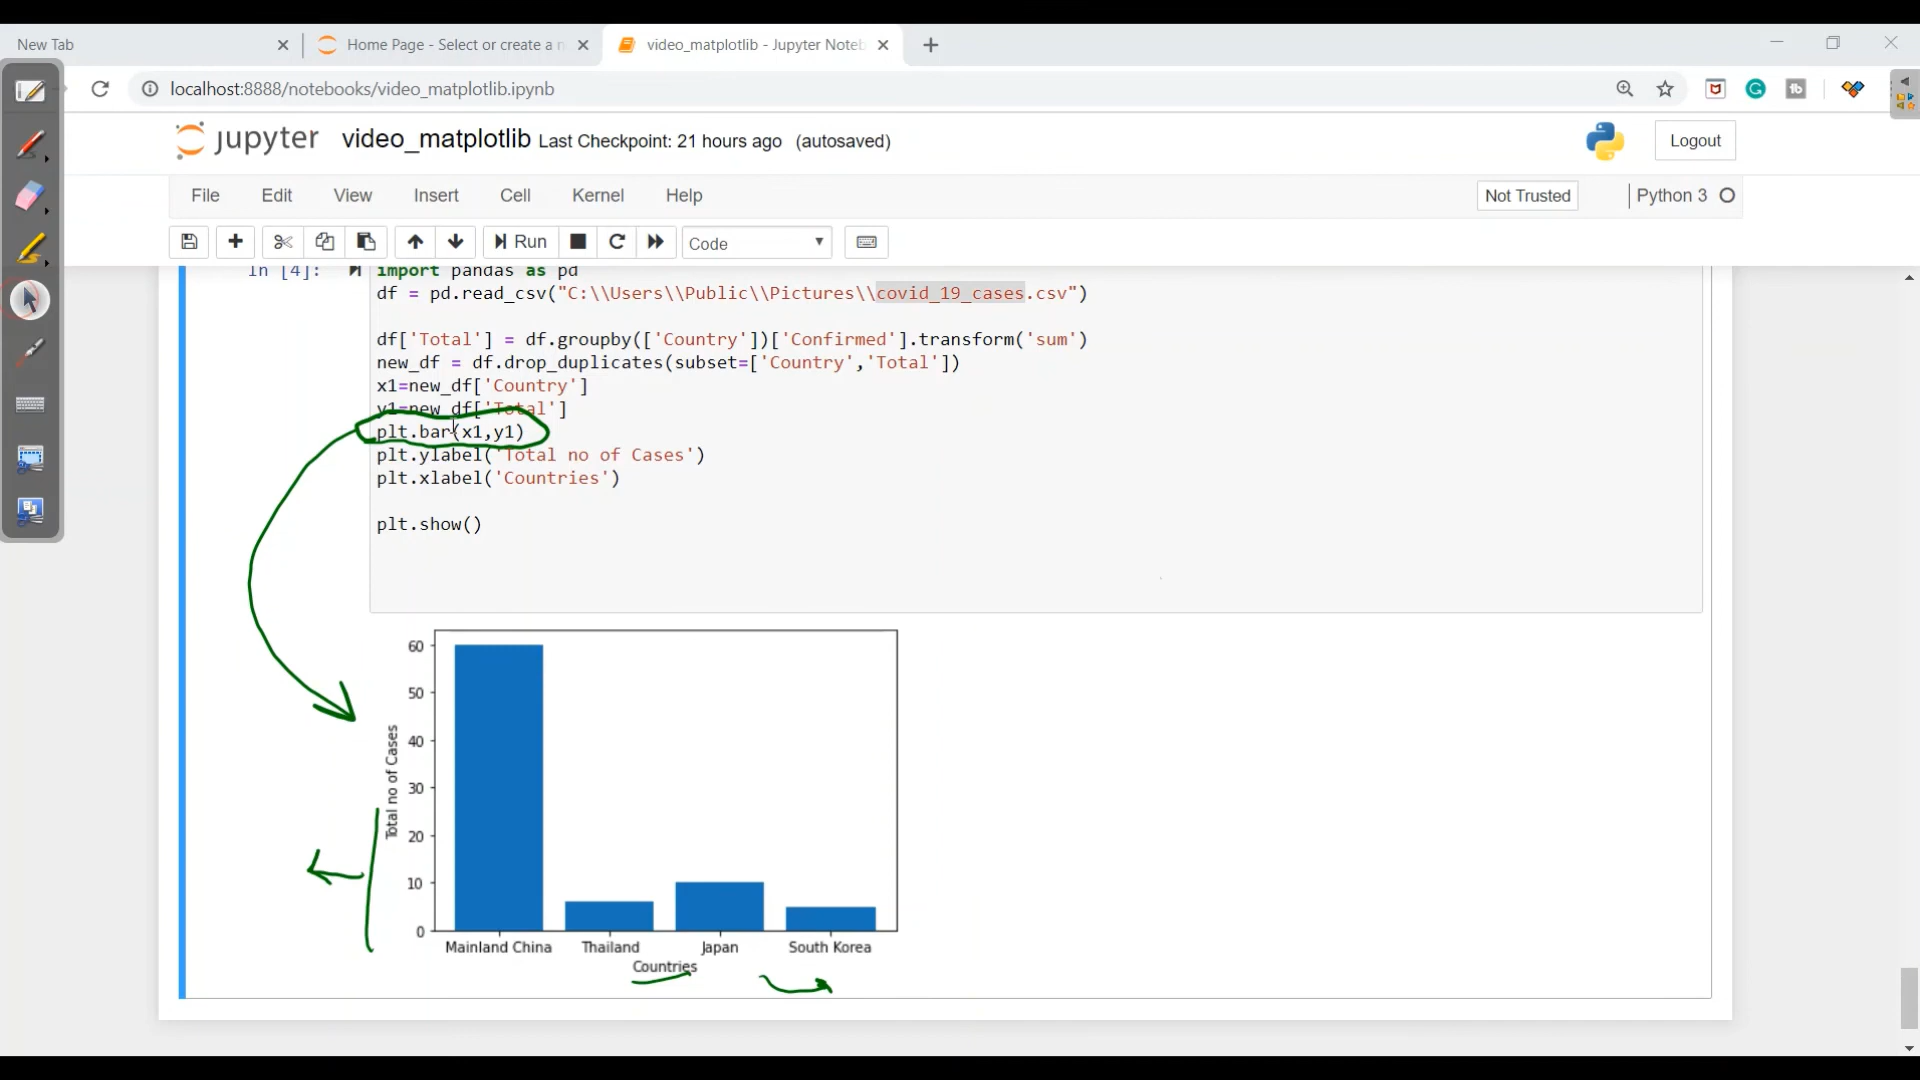 New Tab
Home Page - Select or create a n
video_matplotlib - Jupyter Noteb
localhost:8888/notebooks/video_matplotlib.ipynb
jupyter video_matplotlib Last Checkpoint: 21 hours ago (autosaved)
Logout
File Edit View Insert Cell Kernel Help
Not Trusted
Python 3
Run
Code
In [4]:
import pandas as pd
df = pd.read_csv("C:\\Users\\Public\\Pictures\\covid_19_cases.csv")
df['Total'] = df.groupby(['Country'])['Confirmed'].transform('sum')
new_df = df.drop_duplicates(subset=['Country','Total'])
x1=new_df['Country']
y1=new_df['Total']
plt.bar(x1,y1)
plt.ylabel('Total no of Cases')
plt.xlabel('Countries')
plt.show()
60
50
40
30
20
10
0
Total no of Cases
Mainland China Thailand Japan South Korea
Countries